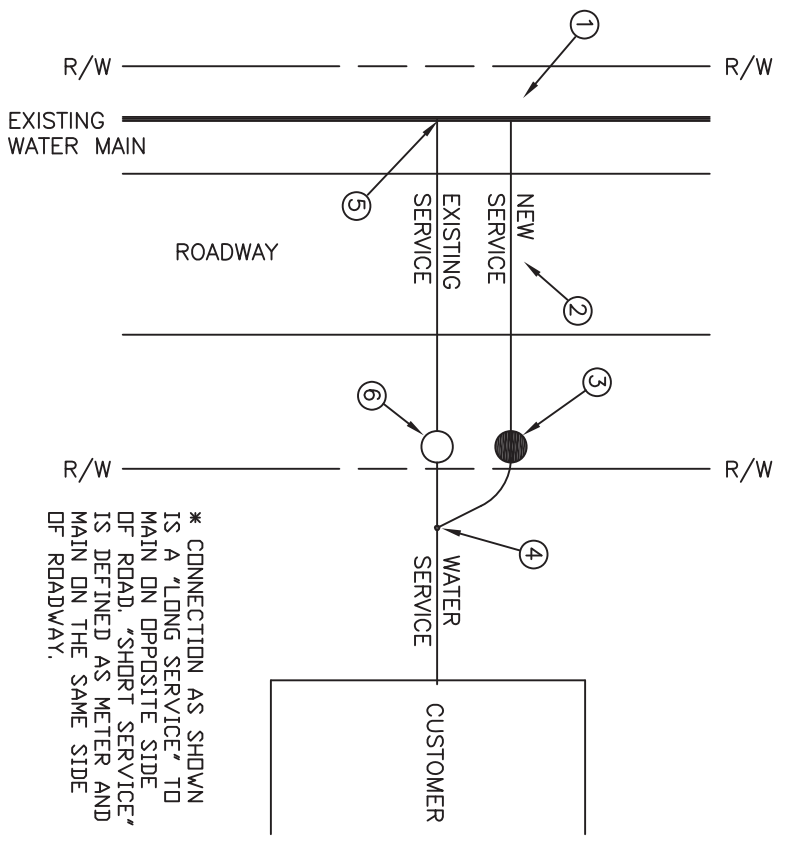 1
R/W
R/W
EXISTING
WATER MAIN
5
EXISTING
SERVICE
NEW
SERVICE
ROADWAY
2
6
3
R/W
R/W
4
WATER
SERVICE
* CONNECTION AS SHOWN
IS A "LONG SERVICE" TO
MAIN ON OPPOSITE SIDE
OF ROAD. "SHORT SERVICE"
IS DEFINED AS METER AND
MAIN ON THE SAME SIDE
OF ROADWAY.
CUSTOMER